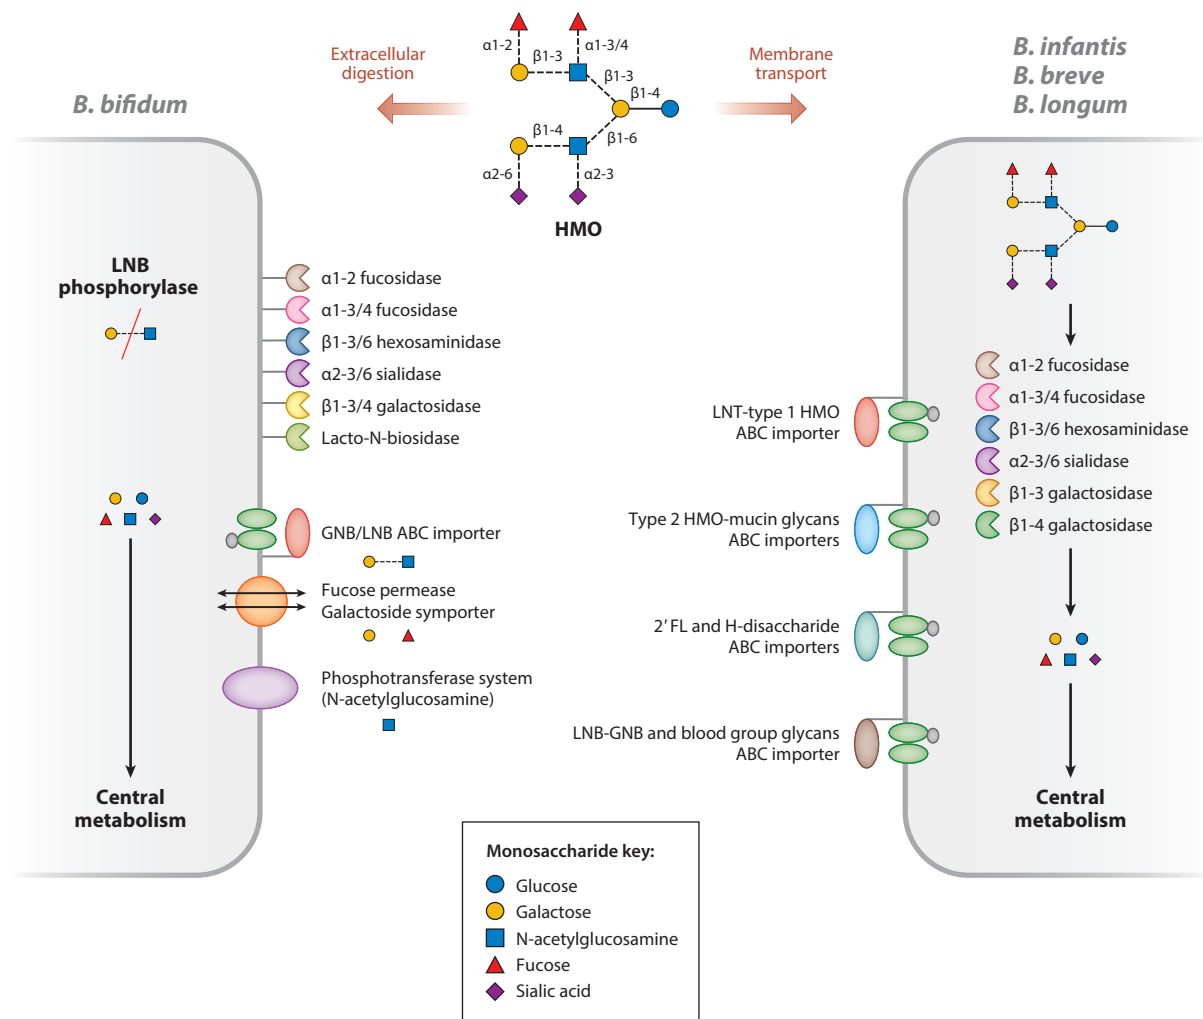 Extracellular
digestion
α1-2
β1-3
α1-3/4
β1-3
β1-4
β1-4
β1-6
α2-6
α2-3
HMO
Membrane
transport
B. bifidum
B. infantis
B. breve
B. longum
LNB
phosphorylase
α1-2 fucosidase
α1-3/4 fucosidase
β1-3/6 hexosaminidase
α2-3/6 sialidase
β1-3/4 galactosidase
Lacto-N-biosidase
GNB/LNB ABC importer
Fucose permease
Galactoside symporter
Phosphotransferase system
(N-acetylglucosamine)
Central
metabolism
LNT-type 1 HMO
ABC importer
Type 2 HMO-mucin glycans
ABC importers
2′ FL and H-disaccharide
ABC importers
LNB-GNB and blood group glycans
ABC importer
α1-2 fucosidase
α1-3/4 fucosidase
β1-3/6 hexosaminidase
α2-3/6 sialidase
β1-3 galactosidase
β1-4 galactosidase
Central
metabolism
Monosaccharide key:
Glucose
Galactose
N-acetylglucosamine
Fucose
Sialic acid